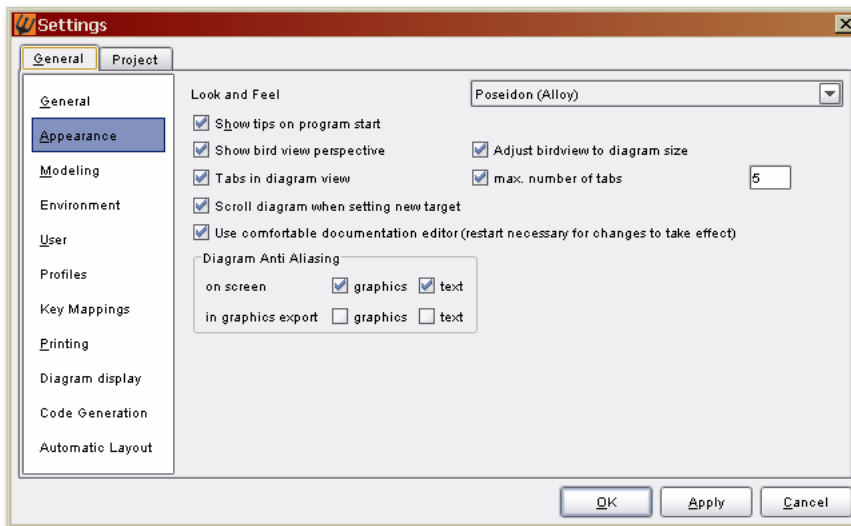 Settings
General Project
General
Appearance
Modeling
Environment
User
Profiles
Key Mappings
Printing
Diagram display
Code Generation
Automatic Layout
Look and Feel Poseidon (Alloy)
Show tips on program start
Show bird view perspective Adjust birdview to diagram size
Tabs in diagram view max. number of tabs 5
Scroll diagram when setting new target
Use comfortable documentation editor (restart necessary for changes to take effect)
Diagram Anti Aliasing
on screen graphics text
in graphics export graphics text
OK Apply Cancel